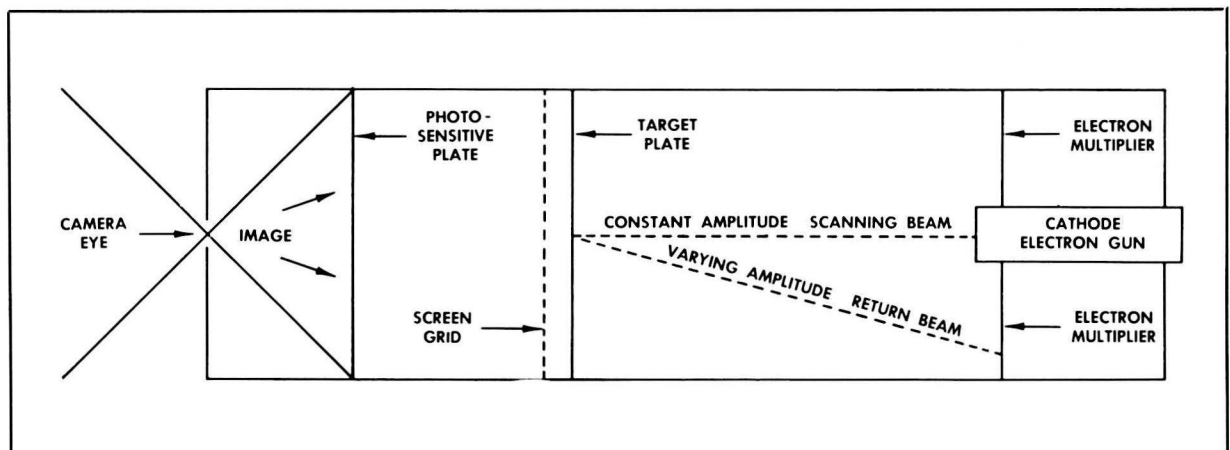 PHOTO-
SENSITIVE
PLATE
TARGET
PLATE
ELECTRON
MULTIPLIER
CAMERA
EYE
IMAGE
CONSTANT AMPLITUDE SCANNING BEAM
CATHODE
ELECTRON GUN
VARYING AMPLITUDE RETURN BEAM
SCREEN
GRID
ELECTRON
MULTIPLIER